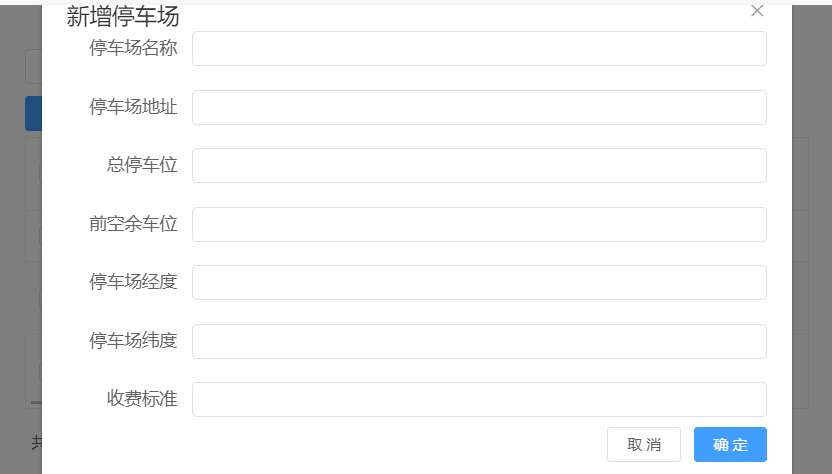 新增停车场
停车场名称
停车场地址
总停车位
前空余车位
停车场经度
停车场纬度
收费标准
取 消
确 定
共